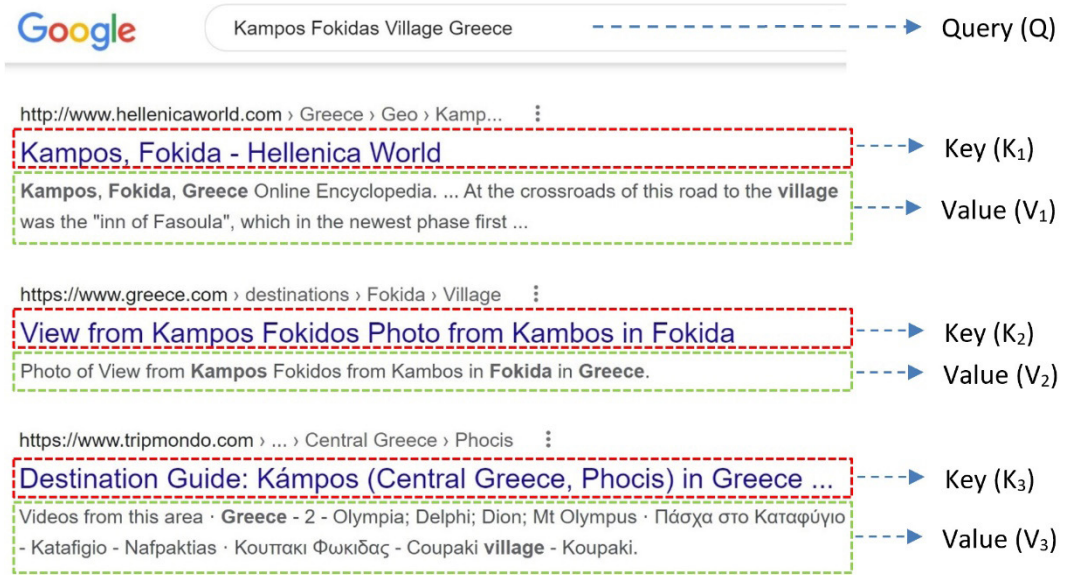 Google
Kampos Fokidas Village Greece
Query (Q)
http://www.hellenicaworld.com › Greece › Geo › Kamp...
Kampos, Fokida - Hellenica World
Key (K₁)
Kampos, Fokida, Greece Online Encyclopedia. ... At the crossroads of this road to the village
was the "inn of Fasoula", which in the newest phase first ...
Value (V₁)
https://www.greece.com › destinations › Fokida › Village
View from Kampos Fokidos Photo from Kambos in Fokida
Key (K₂)
Photo of View from Kampos Fokidos from Kambos in Fokida in Greece.
Value (V₂)
https://www.tripmondo.com › ... › Central Greece › Phocis
Destination Guide: Kámpos (Central Greece, Phocis) in Greece ...
Key (K₃)
Videos from this area · Greece - 2 - Olympia; Delphi; Dion; Mt Olympus · Πάσχα στο Καταφύγιο
- Katafigio - Nafpaktias · Κουπακι Φωκιδας - Coupaki village - Koupaki.
Value (V₃)